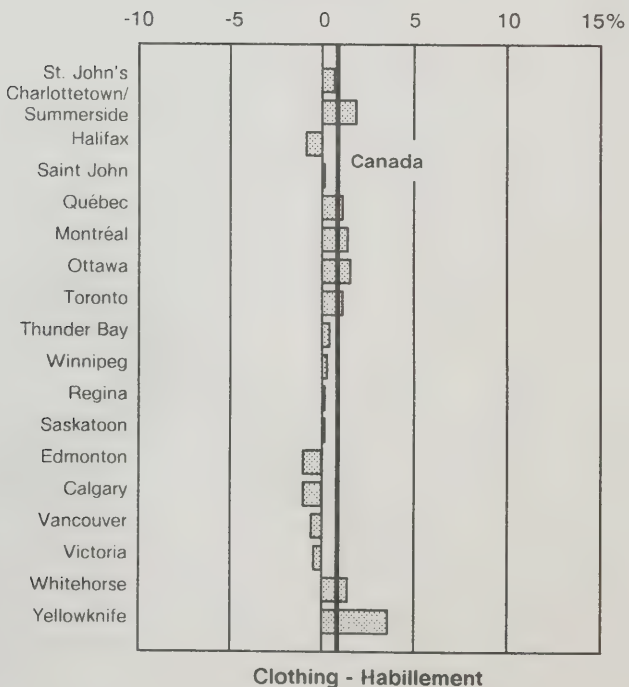 -10 -5 0 5 10 15%
St. John's
Charlottetown/
Summerside
Halifax
Canada
Saint John
Québec
Montréal
Ottawa
Toronto
Thunder Bay
Winnipeg
Regina
Saskatoon
Edmonton
Calgary
Vancouver
Victoria
Whitehorse
Yellowknife
Clothing - Habillement